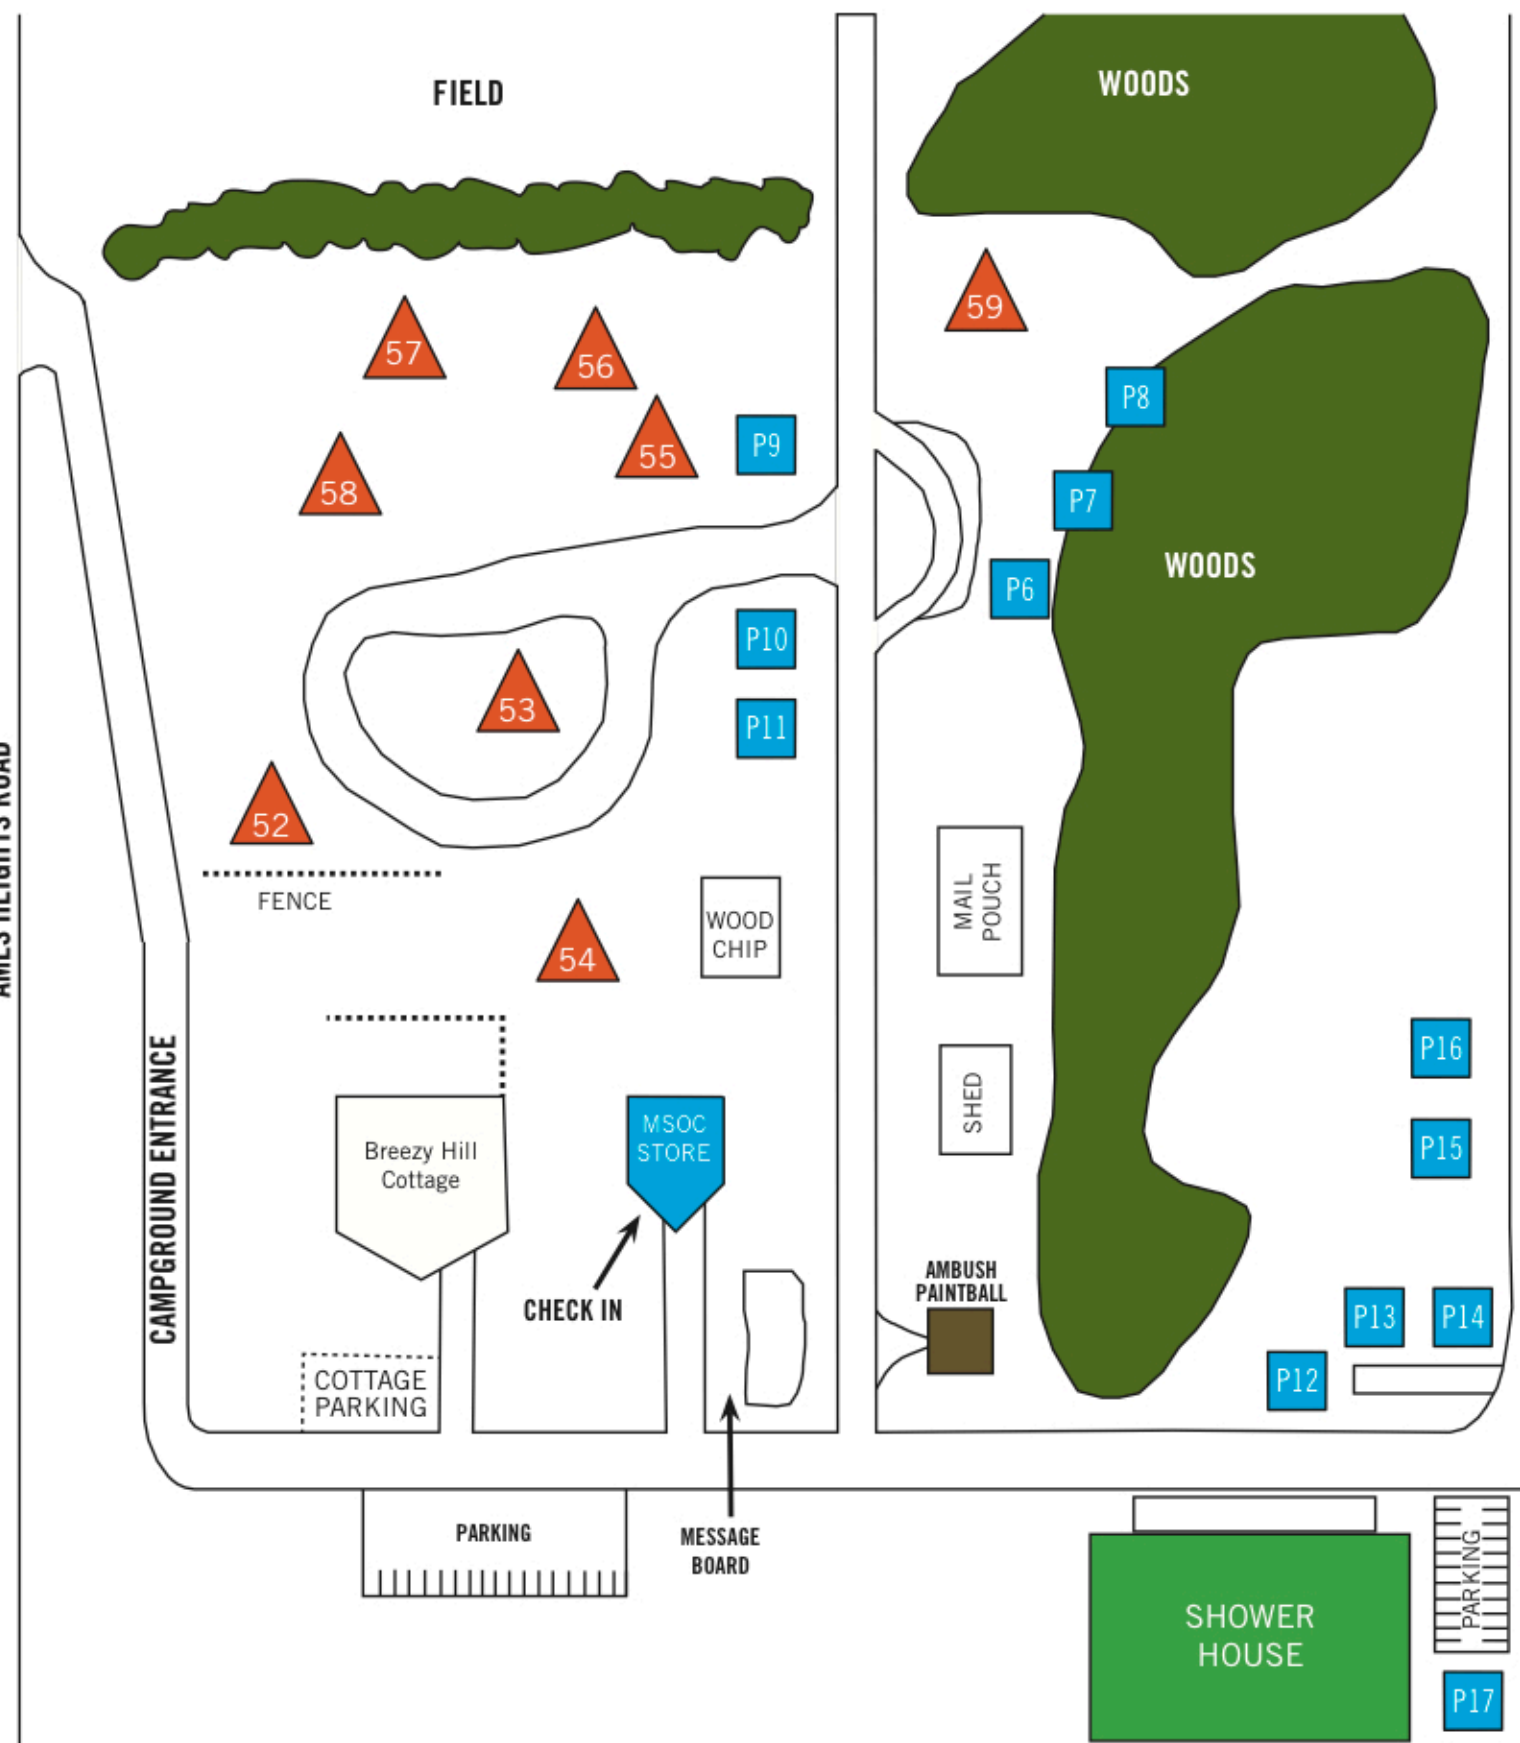 FIELD
WOODS
59
57
56
P8
55
P9
58
P7
WOODS
P6
P10
53
P11
52
FENCE
MAIL
POUCH
WOOD
CHIP
54
P16
SHED
MSOC
STORE
P15
Breezy Hill
Cottage
CAMPGROUND ENTRANCE
AMBUSH
PAINTBALL
CHECK IN
P13
P14
P12
COTTAGE
PARKING
PARKING
MESSAGE
BOARD
PARKING
SHOWER
HOUSE
P17
ROAD